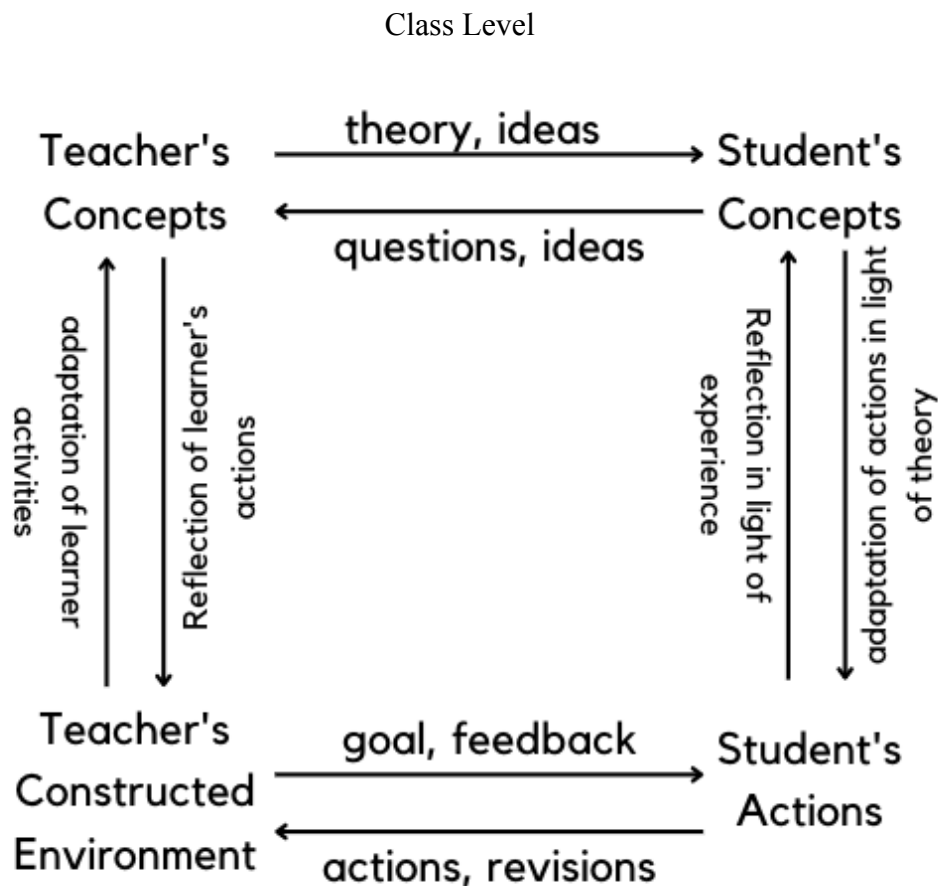 Class Level
theory, ideas
Teacher's
Concepts
Student's
Concepts
questions, ideas
adaptation of learner
activities
Reflection of learner's
actions
Reflection in light of
experience
adaptation of actions in light
of theory
Teacher's
Constructed
Environment
goal, feedback
Student's
Actions
actions, revisions